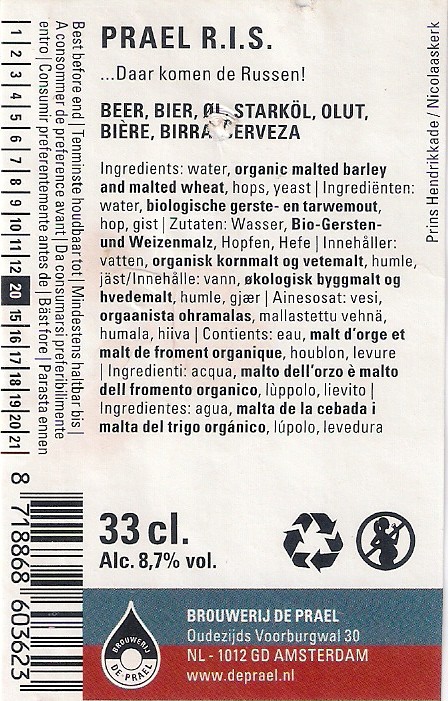 PRAEL R.I.S.
...Daar komen de Russen!
BEER, BIER, ØL, STARKÖL, OLUT,
BIÈRE, BIRRA CERVEZA
Ingredients: water, organic malted barley
and malted wheat, hops, yeast | Ingrediënten:
water, biologische gerste- en tarwemout,
hop, gist | Zutaten: Wasser, Bio-Gersten-
und Weizenmalz, Hopfen, Hefe | Innehåller:
vatten, organisk kornmalt og vetemalt, humle,
jäst/Innehålle: vann, økologisk byggmalt og
hvedemalt, humle, gjær | Ainesosat: vesi,
orgaanista ohramalas, mallastettu vehnä,
humala, hiiva | Contients: eau, malt d'orge et
malt de froment organique, houblon, levure
| Ingredienti: acqua, malto dell'orzo è malto
dell fromento organico, lùppolo, lievito |
Ingredientes: agua, malta de la cebada i
malta del trigo orgánico, lúpolo, levedura
33 cl.
Alc. 8,7% vol.
BROUWERIJ DE PRAEL
Oudezijds Voorburgwal 30
NL - 1012 GD AMSTERDAM
www.deprael.nl
BROUWERIJ
DE PRAEL
Prins Hendrikkade / Nicolaaskerk
Best before end | Tenminste houdbaar tot | Mindestens haltbar bis |
A consommer de preference avant | Da consumarsi preferibilmente
entro | Consumir preferentemente annes de | Bäst före | Parasta ennen
1 2 3 4 5 6 7 8 9 10 11 12 20 15 16 17 18 19 20 21
8 718868 603623